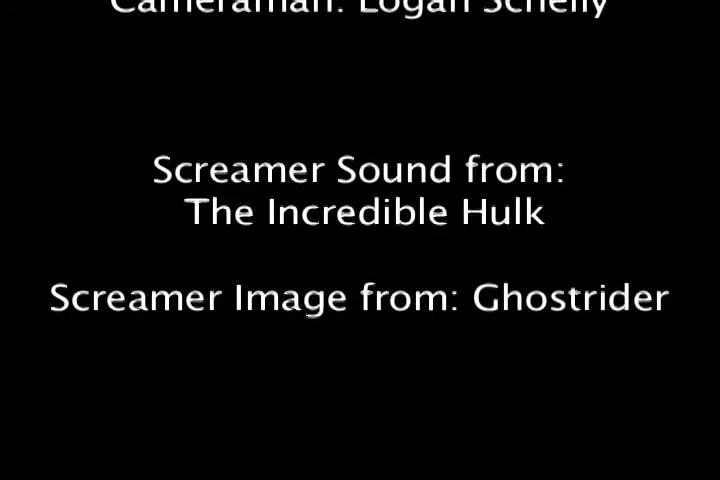 Cameraman: Logan Schelly
Screamer Sound from:
The Incredible Hulk
Screamer Image from: Ghostrider